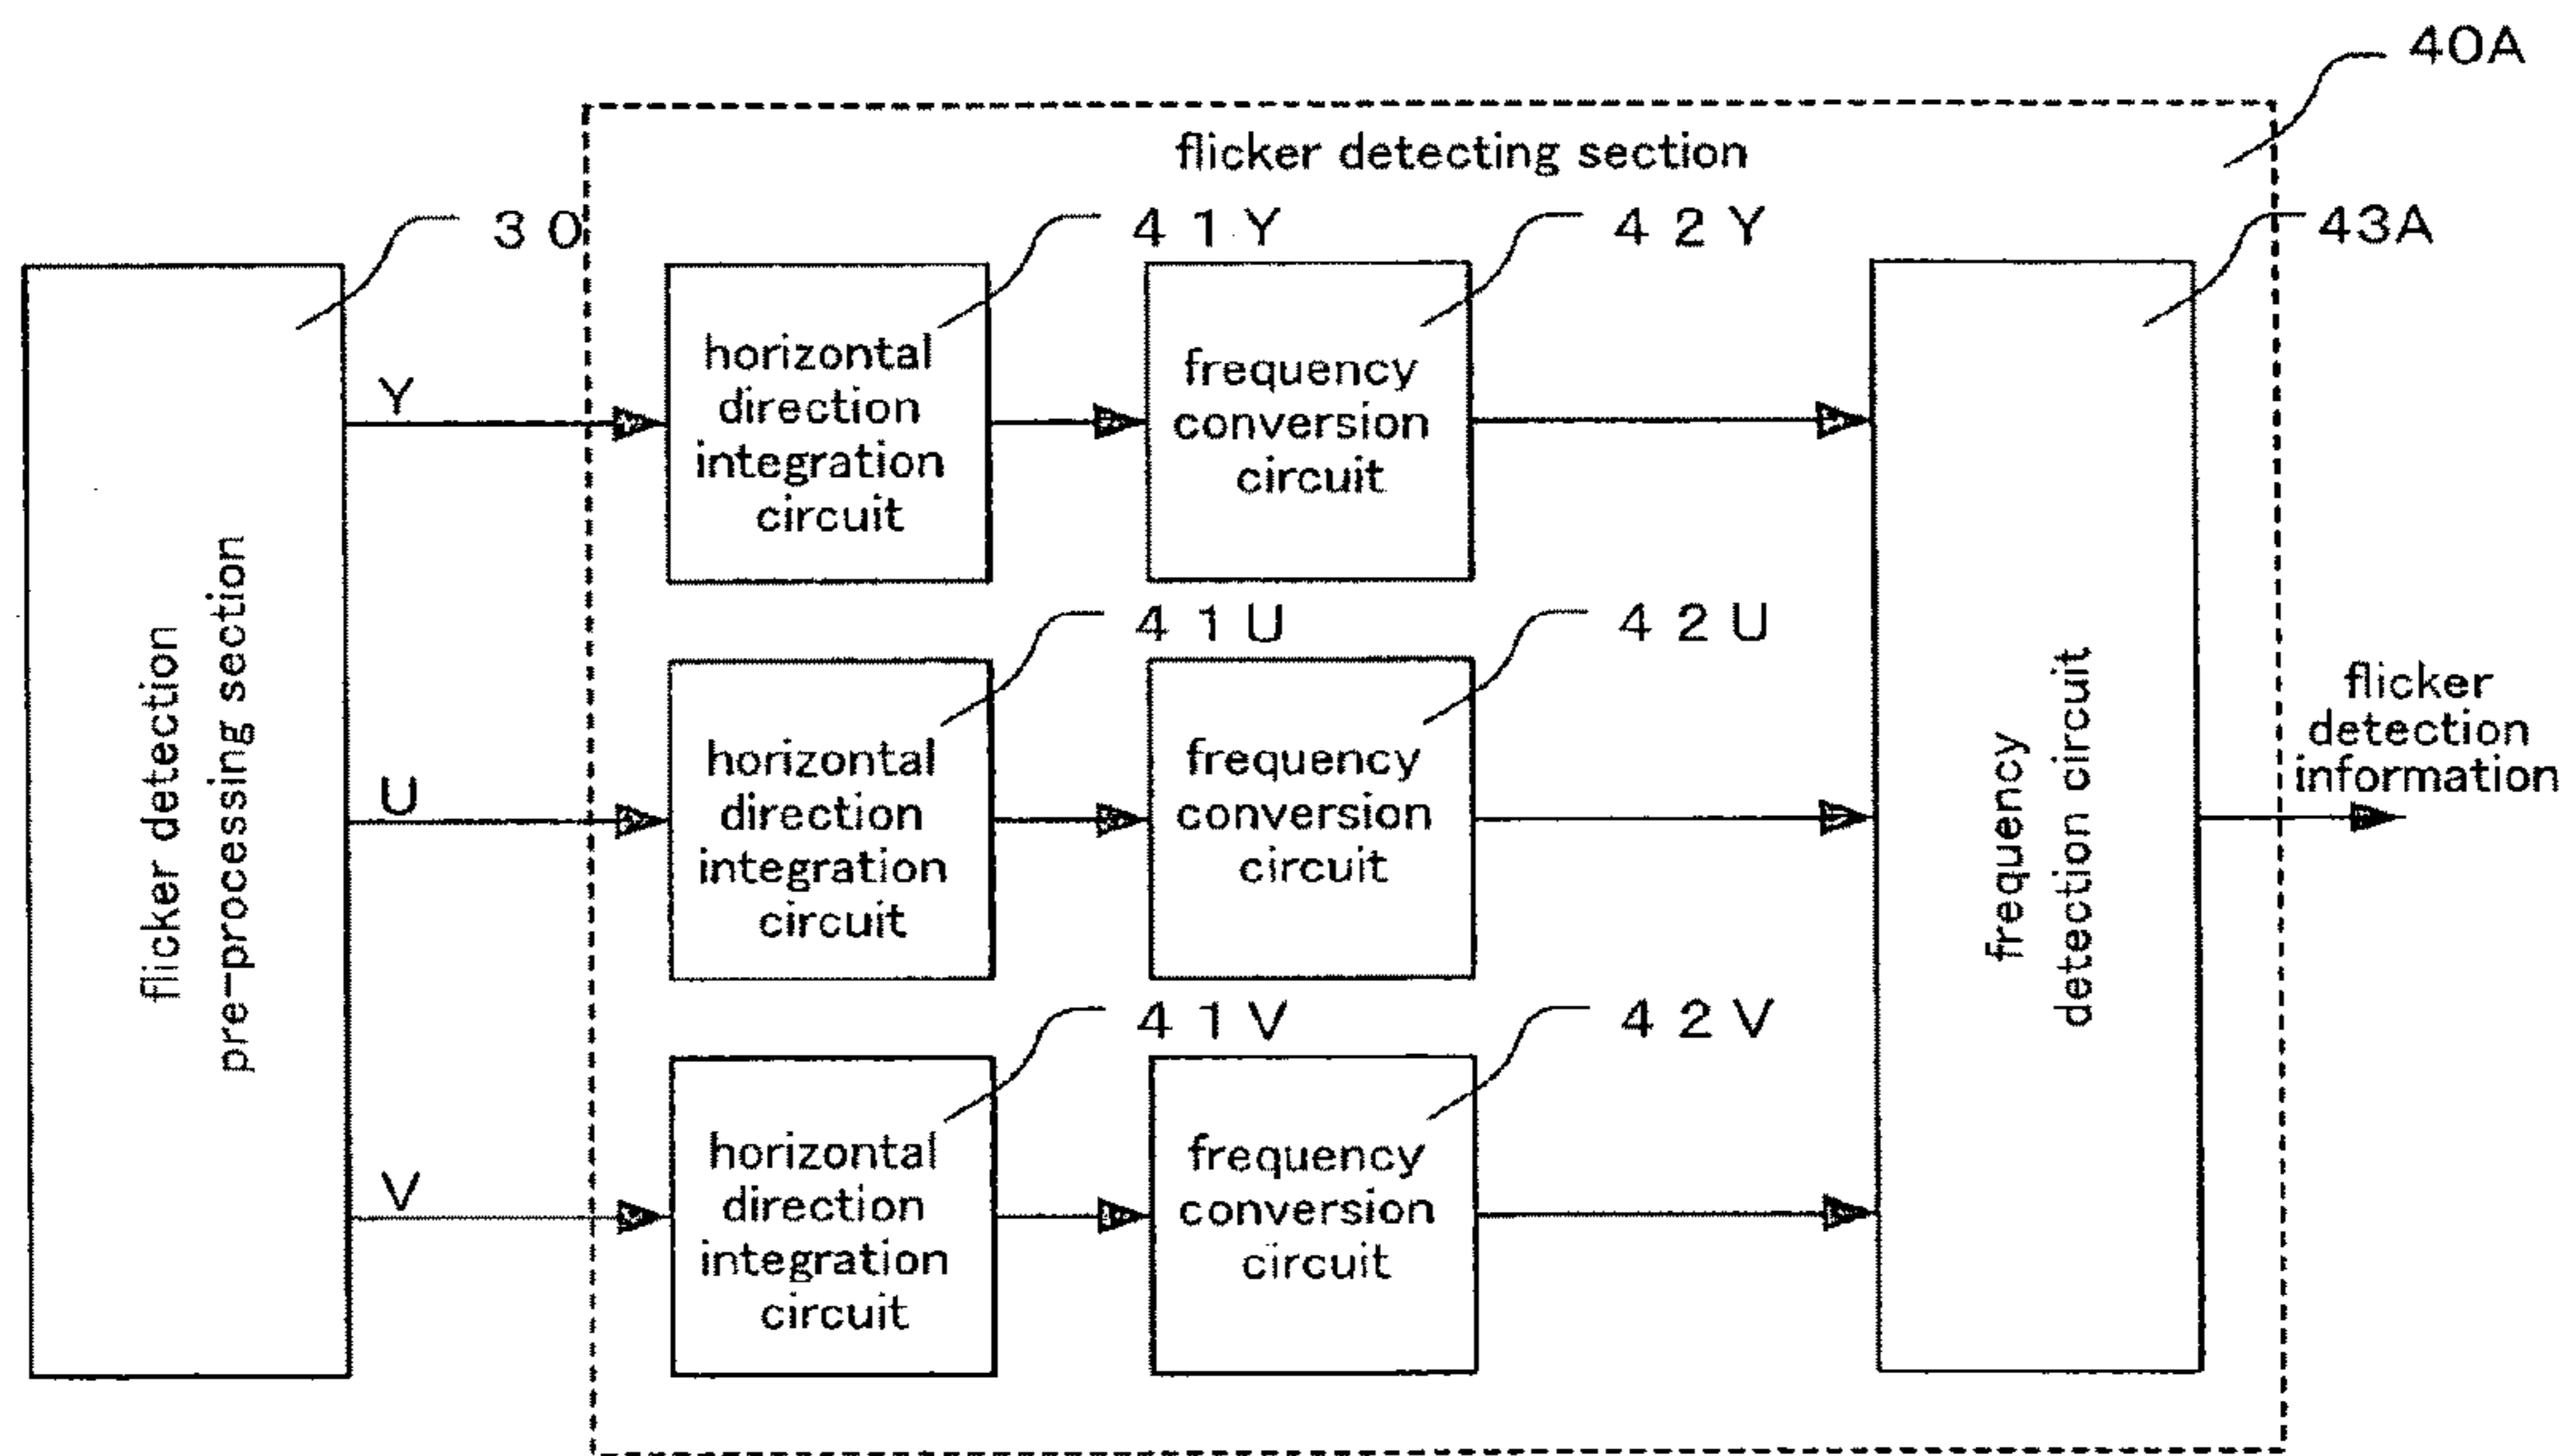 40A
flicker detecting section
30
41Y
42Y
43A
flicker detection
pre-processing section
Y
horizontal
direction
integration
circuit
frequency
conversion
circuit
41U
42U
U
horizontal
direction
integration
circuit
frequency
conversion
circuit
frequency
detection circuit
flicker
detection
information
41V
42V
V
horizontal
direction
integration
circuit
frequency
conversion
circuit